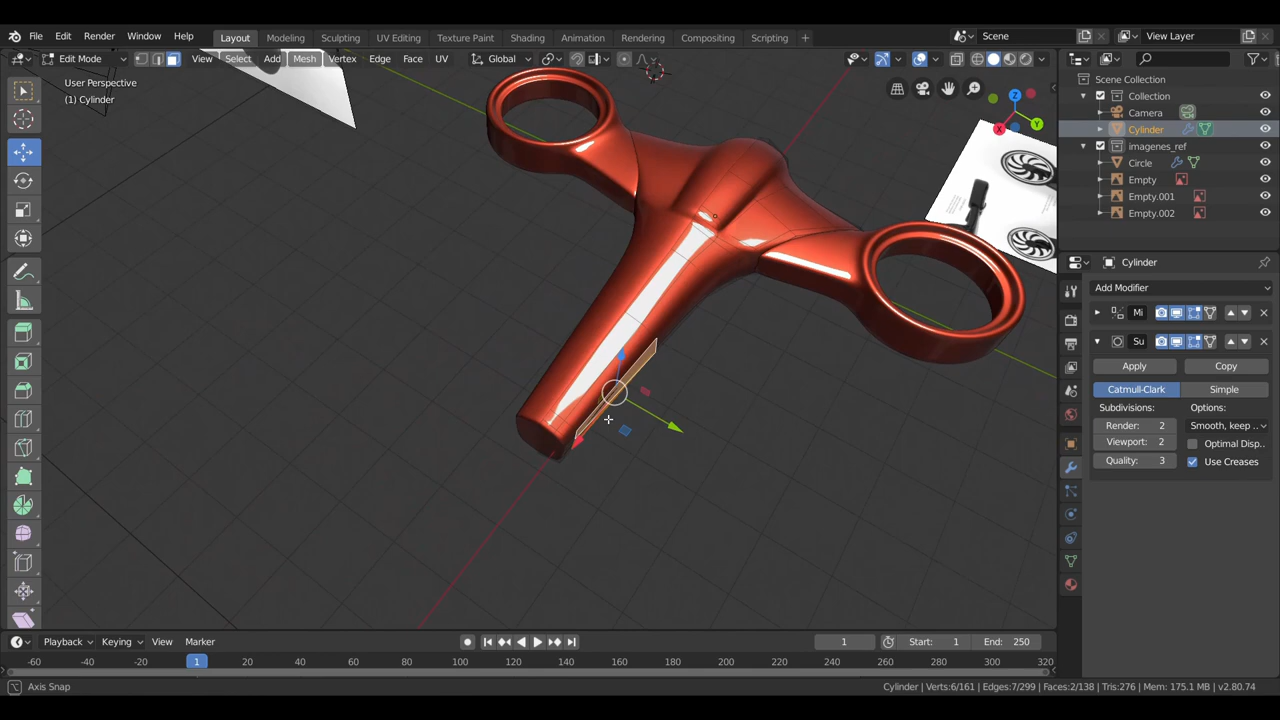 File Edit Render Window Help Layout Modeling Sculpting UV Editing Texture Paint Shading Animation Rendering Compositing Scripting + Scene View Layer
Edit Mode View Select Add Mesh Vertex Edge Face UV Global
User Perspective
(1) Cylinder
Z
Y
X
Scene Collection
Collection
Camera
Cylinder
imagenes_ref
Circle
Empty
Empty.001
Empty.002
Cylinder
Add Modifier
Mi
Su
Apply Copy
Catmull-Clark Simple
Subdivisions: Options:
Render: 2 Smooth, keep ..
Viewport: 2 Optimal Disp..
Quality: 3 Use Creases
Playback Keying View Marker 1 Start: 1 End: 250
-60 -40 -20 1 20 40 60 80 100 120 140 160 180 200 220 240 260 280 300 320
Axis Snap Cylinder | Verts:6/161 | Edges:7/299 | Faces:2/138 | Tris:276 | Mem: 175.1 MB | v2.80.74